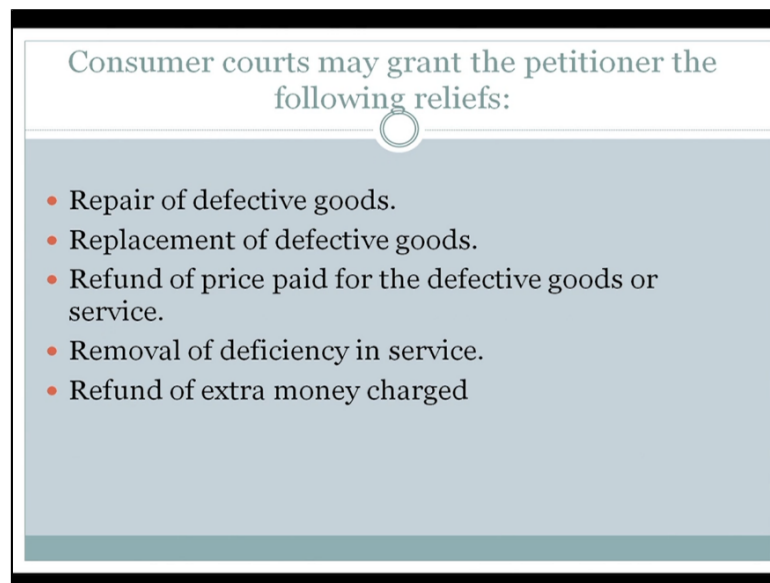 Consumer courts may grant the petitioner the
following reliefs:
• Repair of defective goods.
• Replacement of defective goods.
• Refund of price paid for the defective goods or
service.
• Removal of deficiency in service.
• Refund of extra money charged